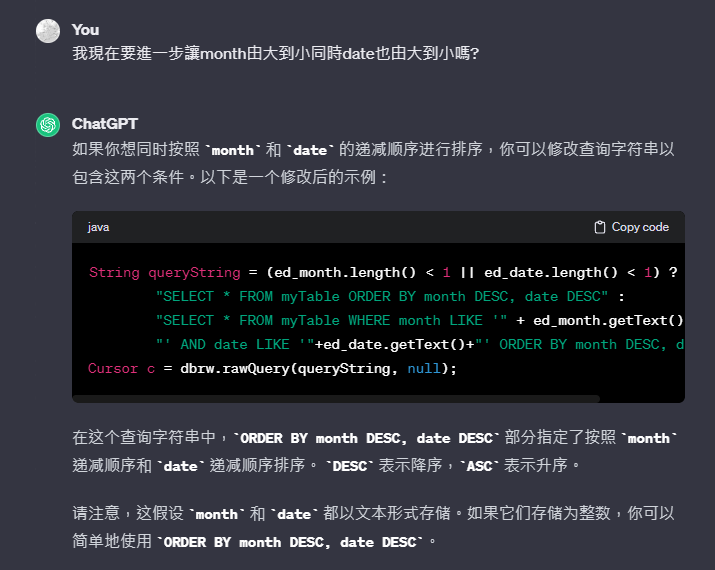 You
我現在要進一步讓month由大到小同時date也由大到小嗎?
ChatGPT
如果你想同时按照 `month` 和 `date` 的递减顺序进行排序，你可以修改查询字符串以
包含这两个条件。以下是一个修改后的示例：
java
Copy code
String queryString = (ed_month.length() < 1 || ed_date.length() < 1) ?
"SELECT * FROM myTable ORDER BY month DESC, date DESC" :
"SELECT * FROM myTable WHERE month LIKE '" + ed_month.getText()
"' AND date LIKE '"+ed_date.getText()+"' ORDER BY month DESC, d
Cursor c = dbrw.rawQuery(queryString, null);
在这个查询字符串中，`ORDER BY month DESC, date DESC` 部分指定了按照 `month`
递减顺序和 `date` 递减顺序排序。`DESC` 表示降序，`ASC` 表示升序。
请注意，这假设 `month` 和 `date` 都以文本形式存储。如果它们存储为整数，你可以
简单地使用 `ORDER BY month DESC, date DESC`。